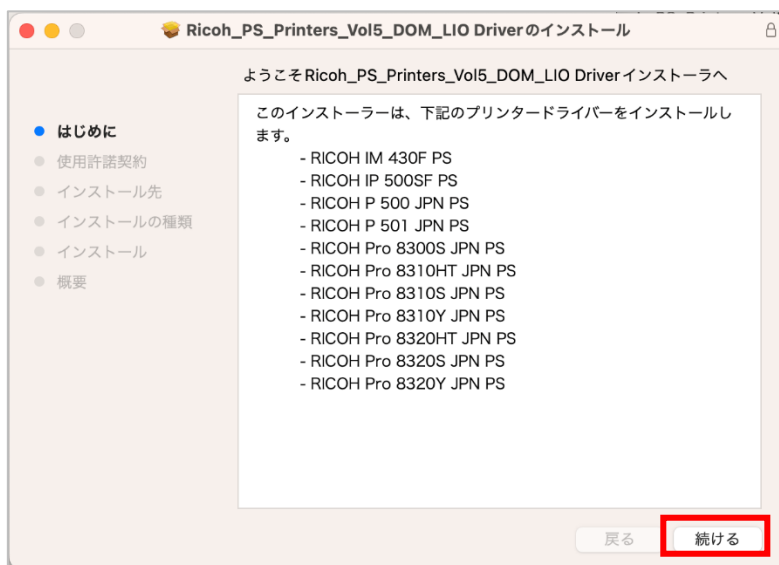 Ricoh_PS_Printers_Vol5_DOM_LIO Driverのインストール
ようこそRicoh_PS_Printers_Vol5_DOM_LIO Driverインストーラへ
はじめに
使用許諾契約
インストール先
インストールの種類
インストール
概要
このインストーラーは、下記のプリンタードライバーをインストールし
ます。
- RICOH IM 430F PS
- RICOH IP 500SF PS
- RICOH P 500 JPN PS
- RICOH P 501 JPN PS
- RICOH Pro 8300S JPN PS
- RICOH Pro 8310HT JPN PS
- RICOH Pro 8310S JPN PS
- RICOH Pro 8310Y JPN PS
- RICOH Pro 8320HT JPN PS
- RICOH Pro 8320S JPN PS
- RICOH Pro 8320Y JPN PS
戻る
続ける